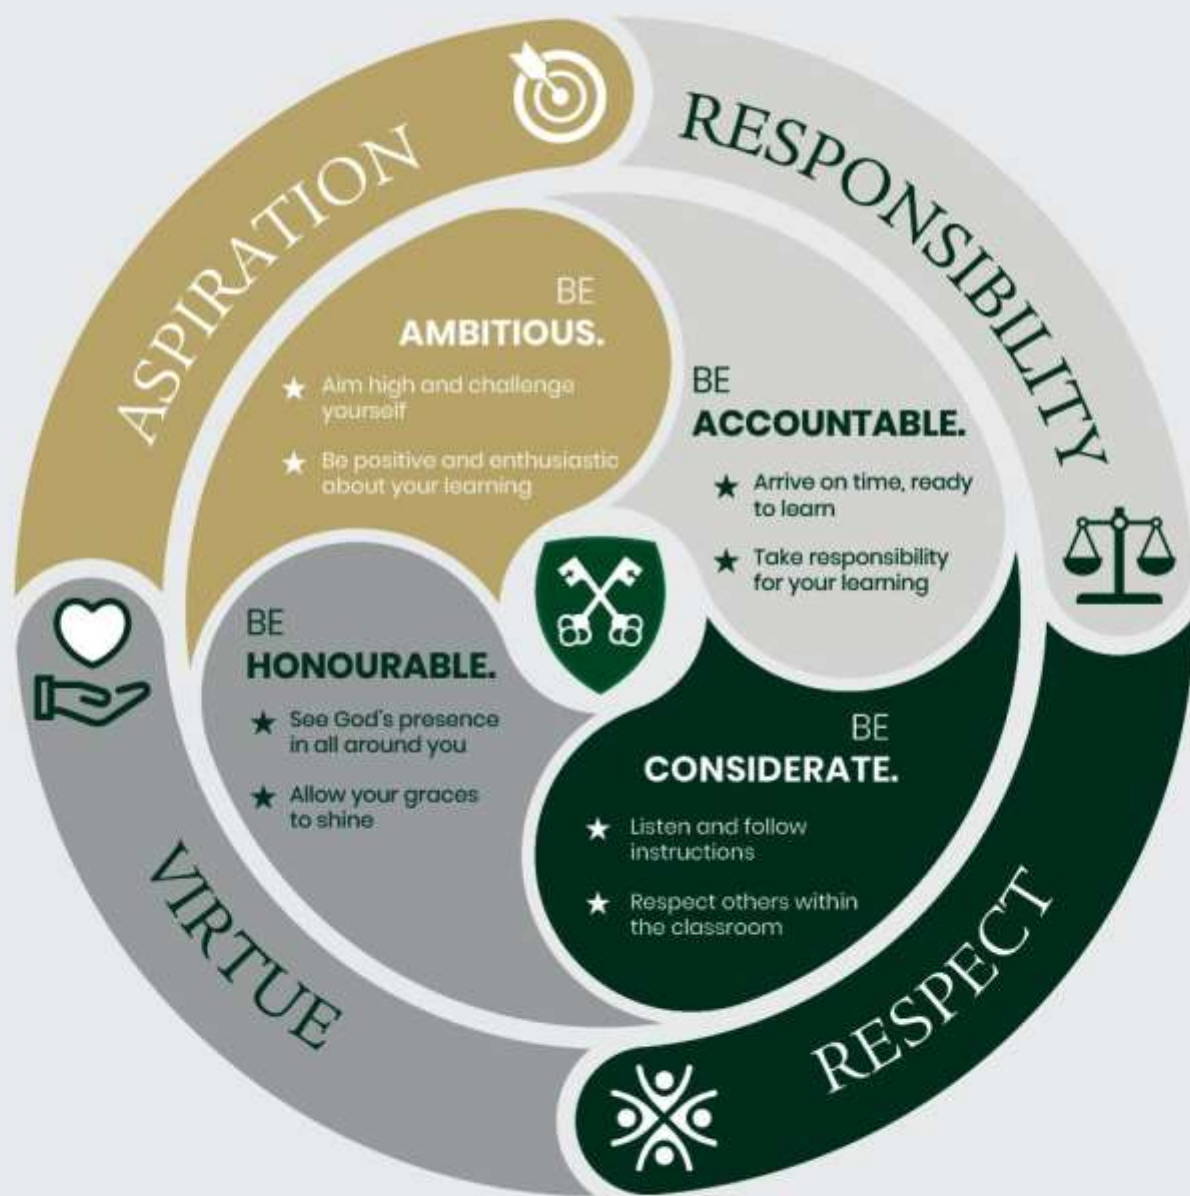 ASPIRATION
BE
AMBITIOUS.
Aim high and challenge
yourself
Be positive and enthusiastic
about your learning
RESPONSIBILITY
BE
ACCOUNTABLE.
Arrive on time, ready
to learn
Take responsibility
for your learning
VIRTUE
BE
HONOURABLE.
See God's presence
in all around you
Allow your graces
to shine
RESPECT
BE
CONSIDERATE.
Listen and follow
instructions
Respect others within
the classroom